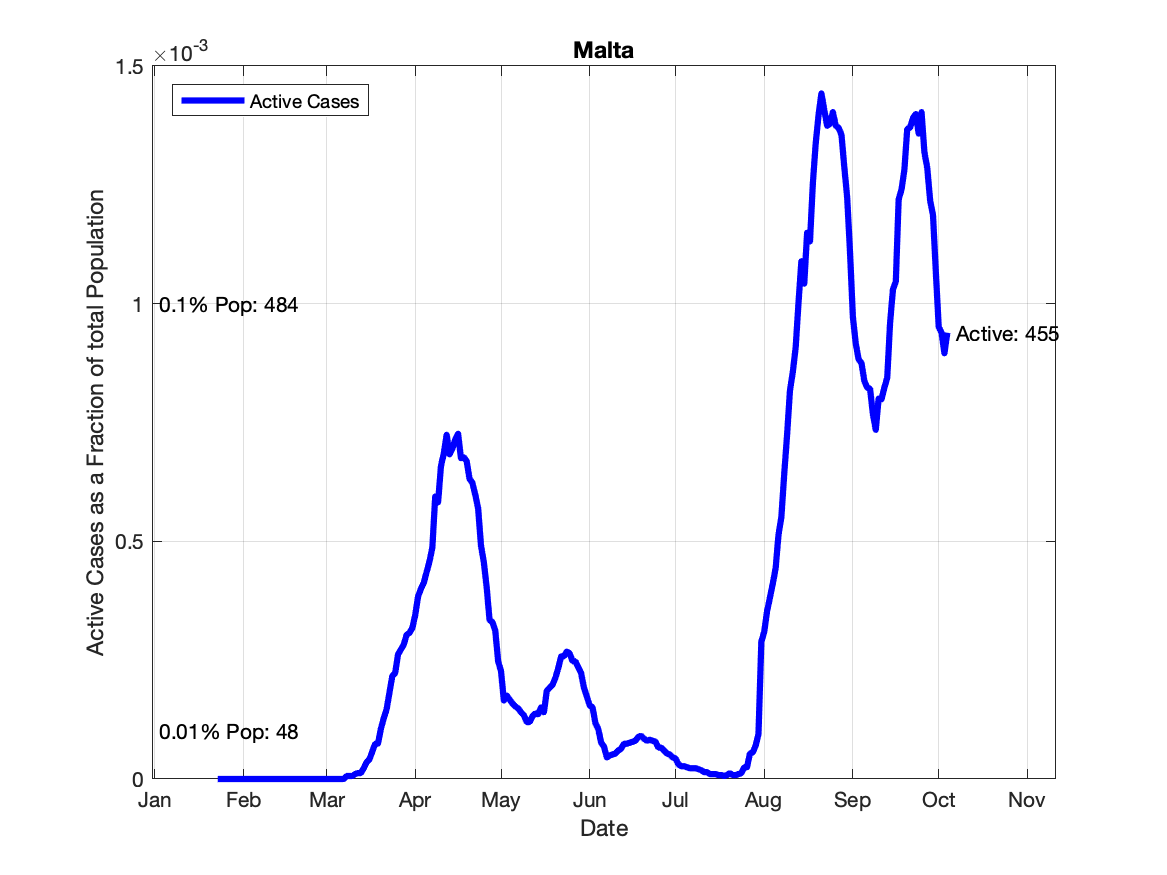 Malta
×10-3
1.5
Active Cases
1
0.1% Pop: 484
Active: 455
0.5
0.01% Pop: 48
0
Jan Feb Mar Apr May Jun Jul Aug Sep Oct Nov
Date
Active Cases as a Fraction of total Population